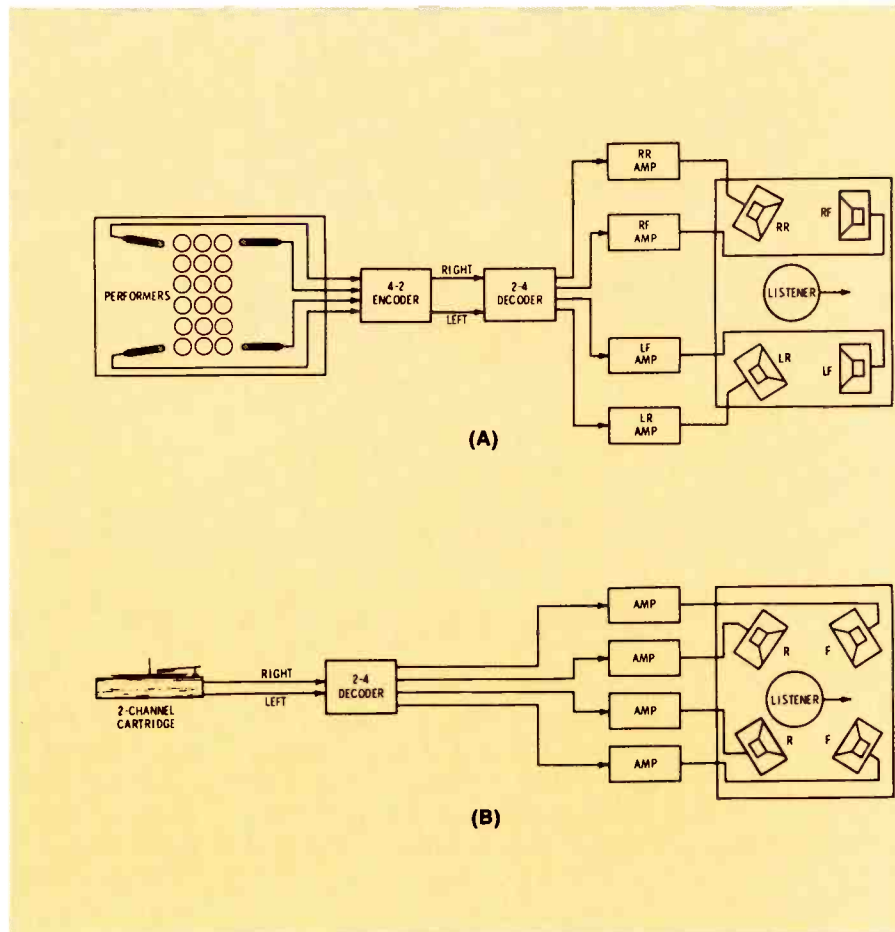 PERFORMERS
4-2
ENCODER
RIGHT
LEFT
2-4
DECODER
RR
AMP
RF
AMP
LF
AMP
LR
AMP
RR
RF
LISTENER
LR
LF
(A)
2-CHANNEL
CARTRIDGE
RIGHT
LEFT
2-4
DECODER
AMP
AMP
AMP
AMP
R
F
LISTENER
R
F
(B)